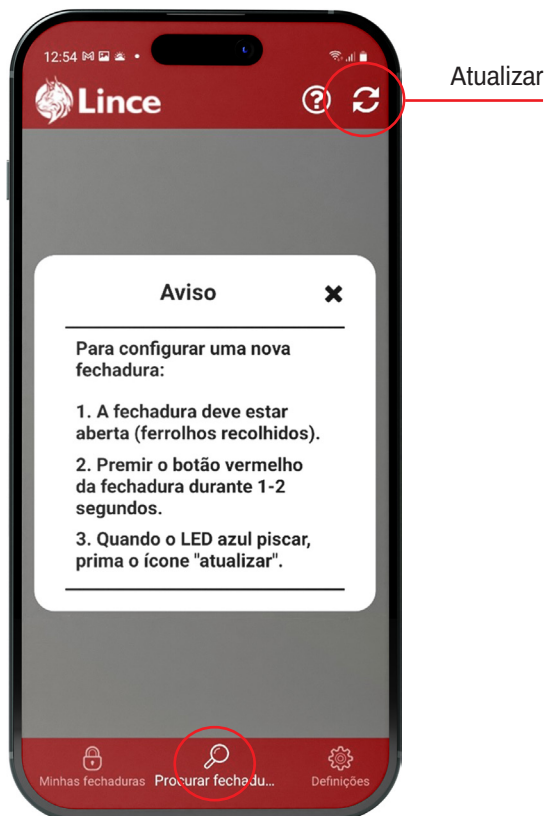 12:54
Lince
Atualizar
Aviso
Para configurar uma nova
fechadura:
1. A fechadura deve estar
aberta (ferrolhos recolhidos).
2. Premir o botão vermelho
da fechadura durante 1-2
segundos.
3. Quando o LED azul piscar,
prima o ícone "atualizar".
Minhas fechaduras
Procurar fechadu...
Definições